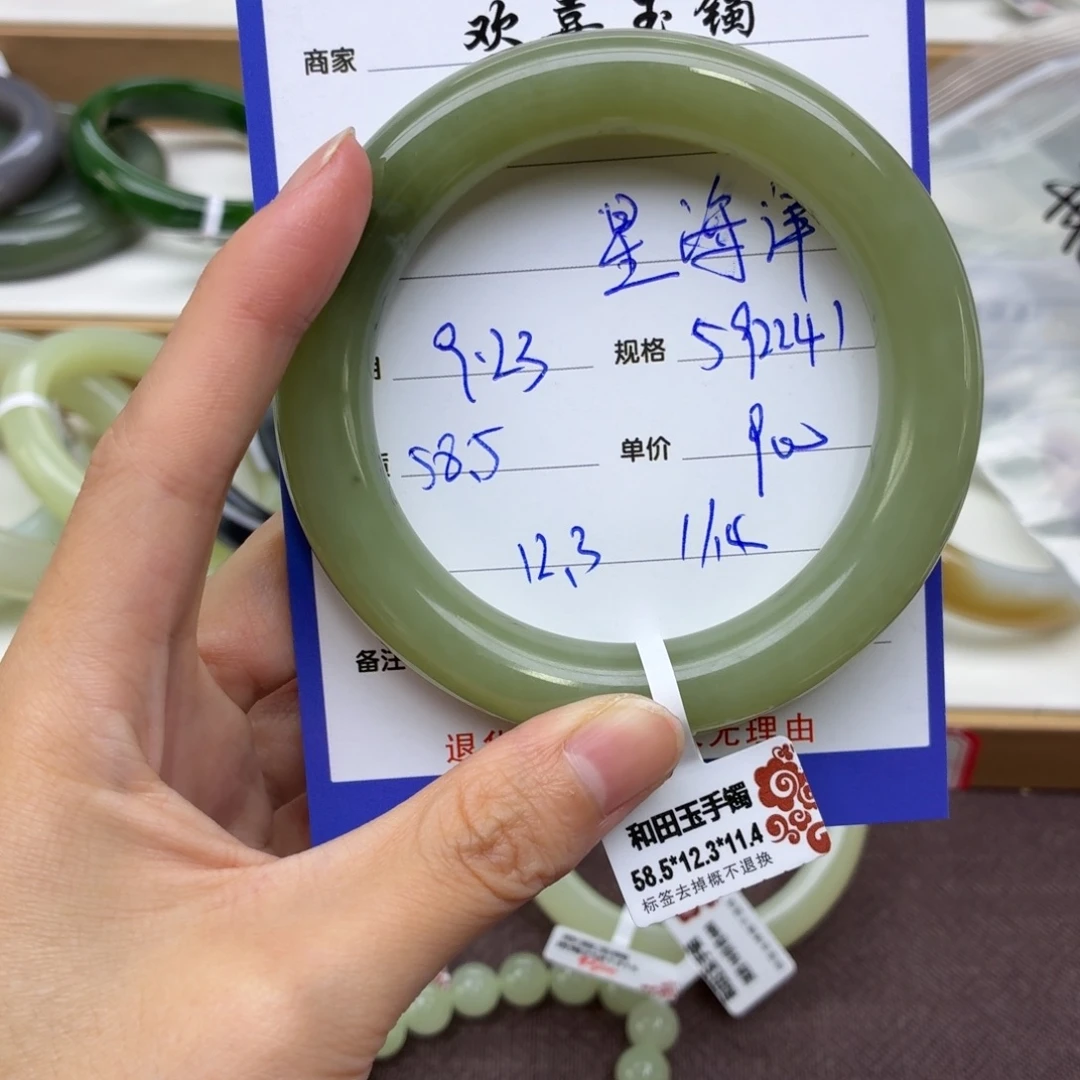 欢喜玉镯
商家
星海洋
9.23 规格 592241
58.5 单价 900
12.3 11.4
备注
退 无理由
和田玉手镯
58.5*12.3*11.4
标签去掉概不退换